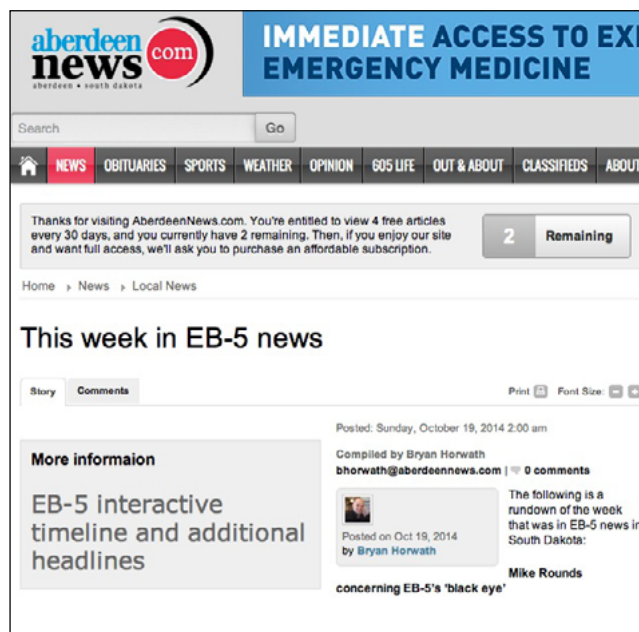 aberdeen
news
com
aberdeen • south dakota
IMMEDIATE ACCESS TO EX
EMERGENCY MEDICINE
Search
Go
NEWS OBITUARIES SPORTS WEATHER OPINION 605 LIFE OUT & ABOUT CLASSIFIEDS ABOUT
Thanks for visiting AberdeenNews.com. You're entitled to view 4 free articles
every 30 days, and you currently have 2 remaining. Then, if you enjoy our site
and want full access, we'll ask you to purchase an affordable subscription.
2 Remaining
Home › News › Local News
This week in EB-5 news
Story Comments
Print Font Size:
Posted: Sunday, October 19, 2014 2:00 am
More informaion
EB-5 interactive
timeline and additional
headlines
Compiled by Bryan Horwath
bhorwath@aberdeennews.com | 0 comments
Posted on Oct 19, 2014
by Bryan Horwath
The following is a
rundown of the week
that was in EB-5 news in
South Dakota:
Mike Rounds
concerning EB-5's 'black eye'